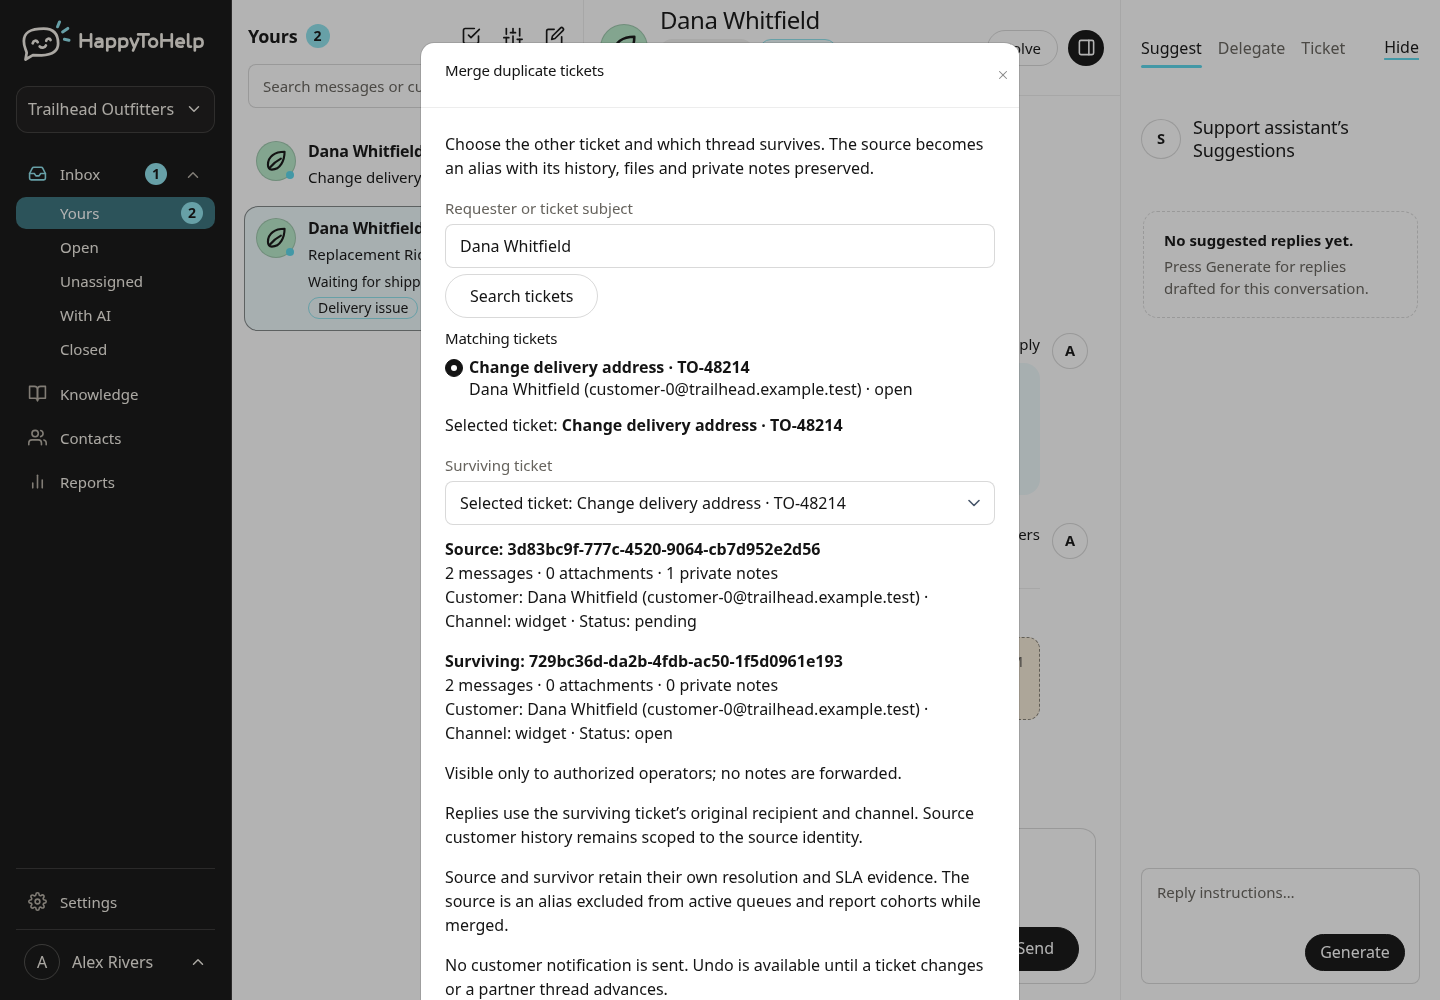 HappyToHelp
Trailhead Outfitters
Inbox 1
Yours 2
Open
Unassigned
With AI
Closed
Knowledge
Contacts
Reports
Settings
A Alex Rivers
Yours 2
Search messages or cu
Dana Whitfield
Change delivery
Dana Whitfield
Replacement Ric
Waiting for shipp
Delivery issue
Dana Whitfield
olve
Merge duplicate tickets
×
Choose the other ticket and which thread survives. The source becomes
an alias with its history, files and private notes preserved.
Requester or ticket subject
Dana Whitfield
Search tickets
Matching tickets
Change delivery address · TO-48214
Dana Whitfield (customer-0@trailhead.example.test) · open
Selected ticket: Change delivery address · TO-48214
Surviving ticket
Selected ticket: Change delivery address · TO-48214
Source: 3d83bc9f-777c-4520-9064-cb7d952e2d56
2 messages · 0 attachments · 1 private notes
Customer: Dana Whitfield (customer-0@trailhead.example.test) ·
Channel: widget · Status: pending
Surviving: 729bc36d-da2b-4fdb-ac50-1f5d0961e193
2 messages · 0 attachments · 0 private notes
Customer: Dana Whitfield (customer-0@trailhead.example.test) ·
Channel: widget · Status: open
Visible only to authorized operators; no notes are forwarded.
Replies use the surviving ticket’s original recipient and channel. Source
customer history remains scoped to the source identity.
Source and survivor retain their own resolution and SLA evidence. The
source is an alias excluded from active queues and report cohorts while
merged.
No customer notification is sent. Undo is available until a ticket changes
or a partner thread advances.
ply
A
ers
A
Send
Suggest Delegate Ticket Hide
S
Support assistant’s
Suggestions
No suggested replies yet.
Press Generate for replies
drafted for this conversation.
Reply instructions...
Generate